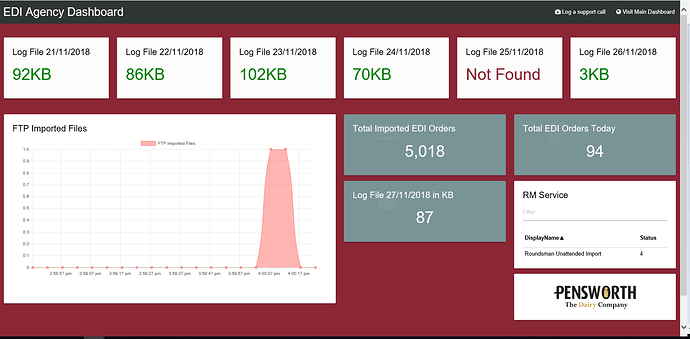 EDI Agency Dashboard
Log a support call
Visit Main Dashboard
Log File 21/11/2018
92KB
Log File 22/11/2018
86KB
Log File 23/11/2018
102KB
Log File 24/11/2018
70KB
Log File 25/11/2018
Not Found
Log File 26/11/2018
3KB
FTP Imported Files
FTP Imported Files
1.0
0.9
0.8
0.7
0.6
0.5
0.4
0.3
0.2
0.1
0
3:58:57 pm 3:59:07 pm 3:59:17 pm 3:59:27 pm 3:59:37 pm 3:59:47 pm 3:59:57 pm 4:00:07 pm 4:00:17 pm
Total Imported EDI Orders
5,018
Total EDI Orders Today
94
Log File 27/11/2018 in KB
87
RM Service
Filter
DisplayName▲ Status
Roundsman Unattended Import 4
PENSWORTH
The Dairy Company